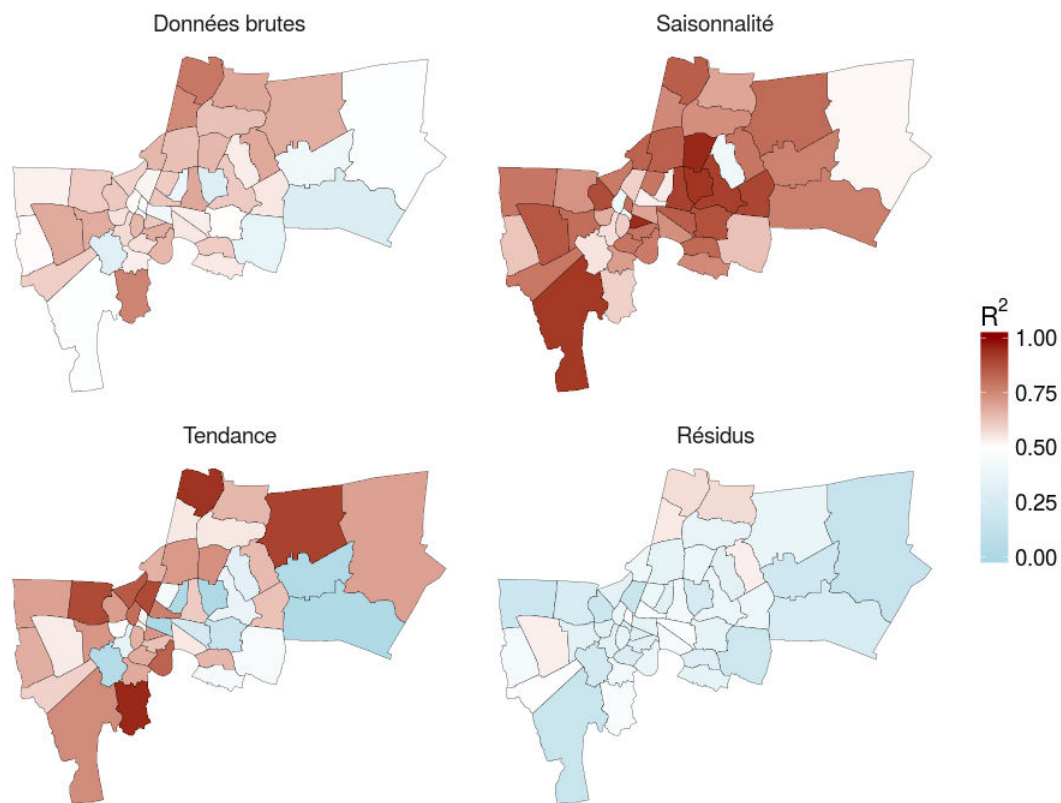 Données brutes
Saisonnalité
Tendance
Résidus
R²
1.00
0.75
0.50
0.25
0.00